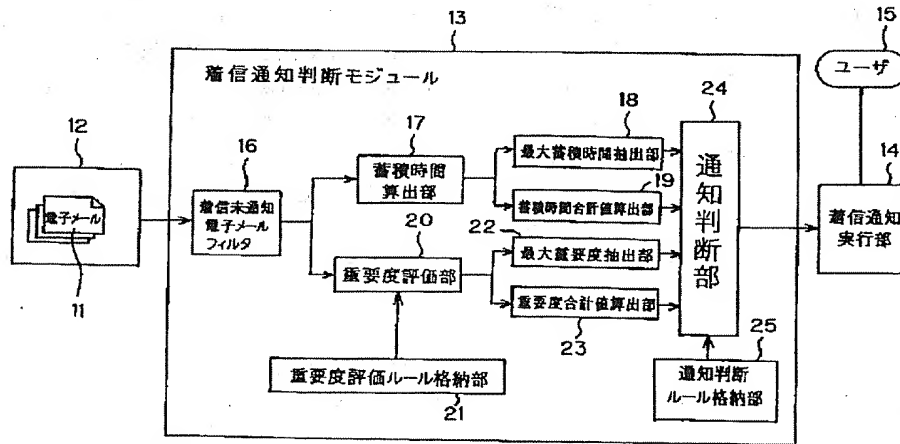 13
15
ユーザ
着信通知判断モジュール
24
12
16
17
18
14
蓄積時間
算出部
最大蓄積時間抽出部
19
蓄積時間合計値算出部
通知判断部
電子メール
着信未通知
電子メール
フィルタ
着信通知
実行部
20
22
11
重要度評価部
最大重要度抽出部
重要度合計値算出部
23
25
重要度評価ルール格納部
21
通知判断
ルール格納部